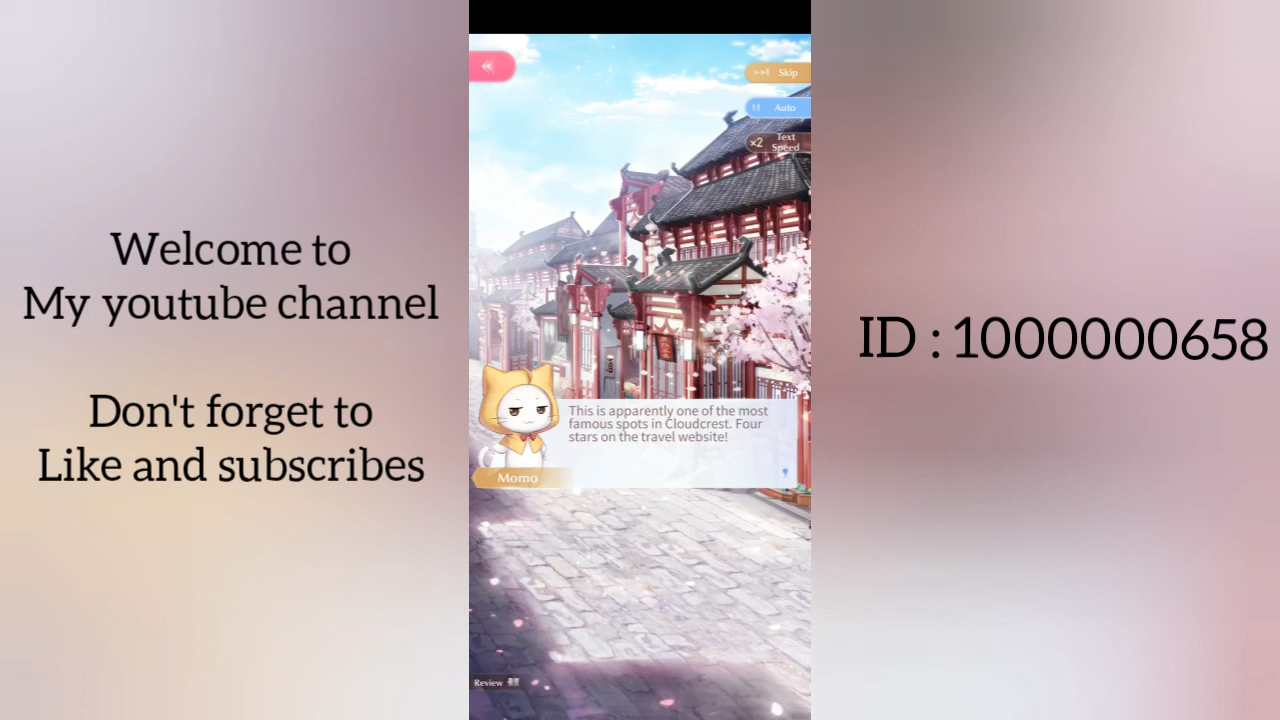 Welcome to
My youtube channel
Don't forget to
Like and subscribes
>>I Skip
Auto
×2 Text
Speed
This is apparently one of the most
famous spots in Cloudcrest. Four
stars on the travel website!
Momo
Review
ID : 1000000658